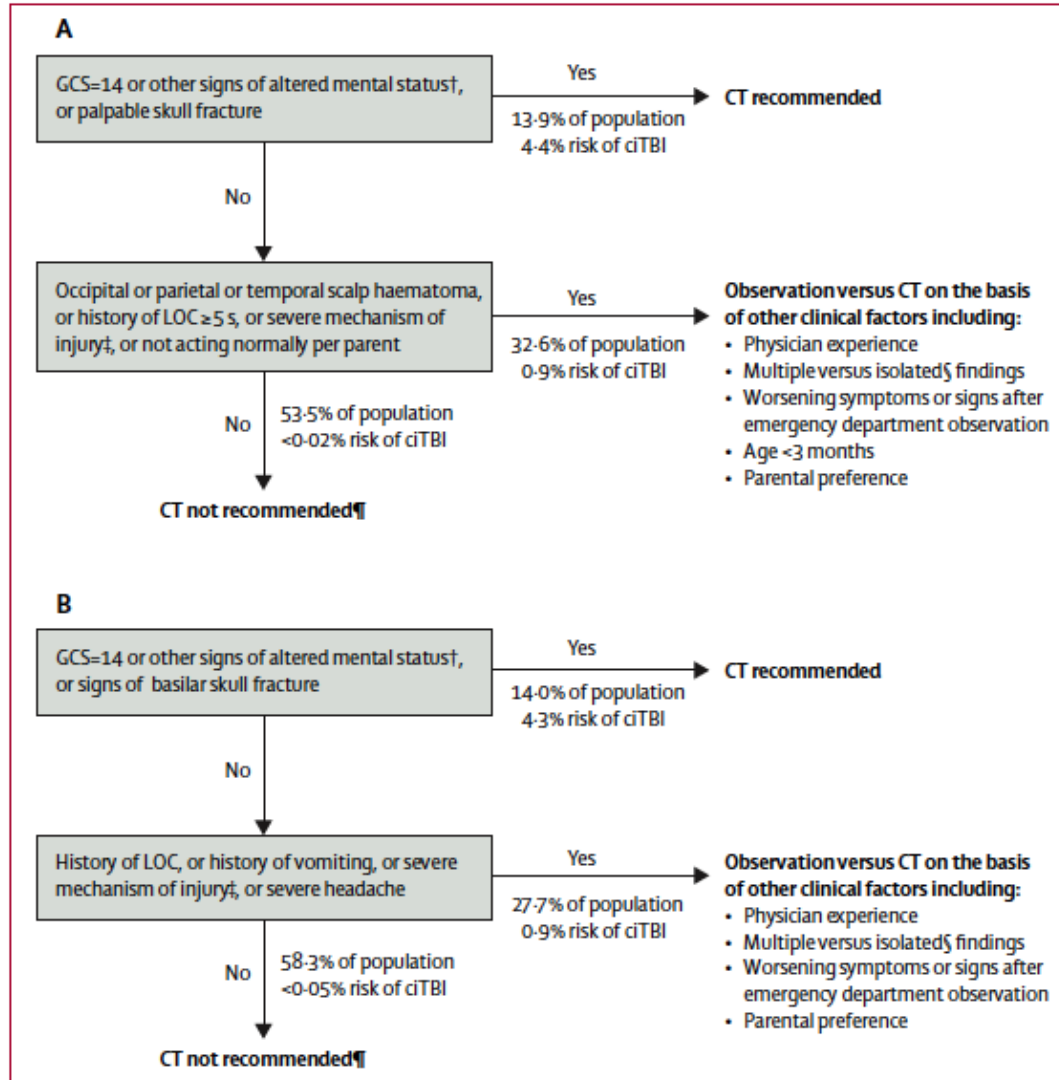 A
GCS=14 or other signs of altered mental status†,
or palpable skull fracture
Yes
13·9% of population
4·4% risk of ciTBI
CT recommended
No
Occipital or parietal or temporal scalp haematoma,
or history of LOC ≥5 s, or severe mechanism of
injury‡, or not acting normally per parent
Yes
32·6% of population
0·9% risk of ciTBI
Observation versus CT on the basis
of other clinical factors including:
• Physician experience
• Multiple versus isolated§ findings
• Worsening symptoms or signs after
emergency department observation
• Age <3 months
• Parental preference
No
53·5% of population
<0·02% risk of ciTBI
CT not recommended¶
B
GCS=14 or other signs of altered mental status†,
or signs of basilar skull fracture
Yes
14·0% of population
4·3% risk of ciTBI
CT recommended
No
History of LOC, or history of vomiting, or severe
mechanism of injury‡, or severe headache
Yes
27·7% of population
0·9% risk of ciTBI
Observation versus CT on the basis
of other clinical factors including:
• Physician experience
• Multiple versus isolated§ findings
• Worsening symptoms or signs after
emergency department observation
• Parental preference
No
58·3% of population
<0·05% risk of ciTBI
CT not recommended¶